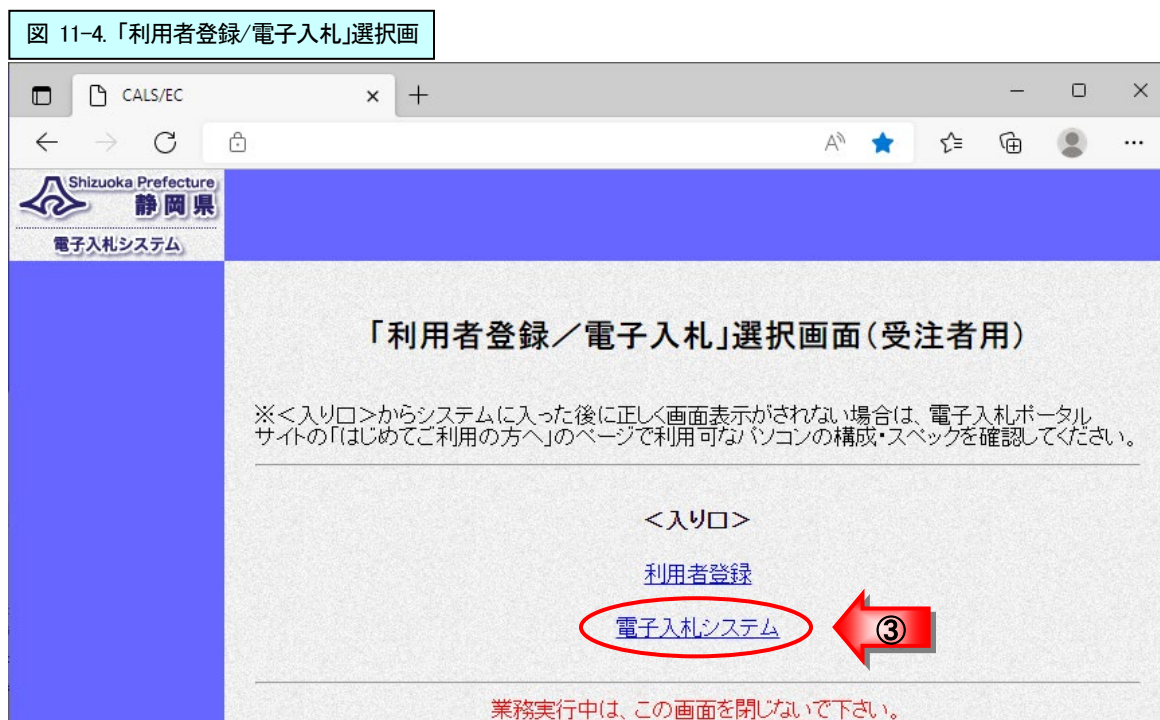 図 11-4. 「利用者登録/電子入札」選択画
CALS/EC
Shizuoka Prefecture
静岡県
電子入札システム
「利用者登録／電子入札」選択画面(受注者用)
※＜入り口＞からシステムに入った後に正しく画面表示がされない場合は、電子入札ポータル
サイトの「はじめてご利用の方へ」のページで利用可なパソコンの構成・スペックを確認してください。
＜入り口＞
利用者登録
電子入札システム
③
業務実行中は、この画面を閉じないで下さい。